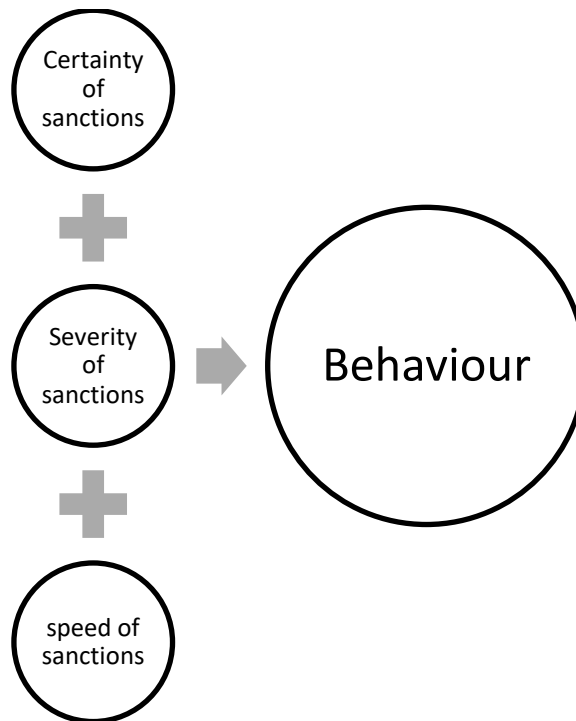 Certainty
of
sanctions
Severity
of
sanctions
Behaviour
speed of
sanctions